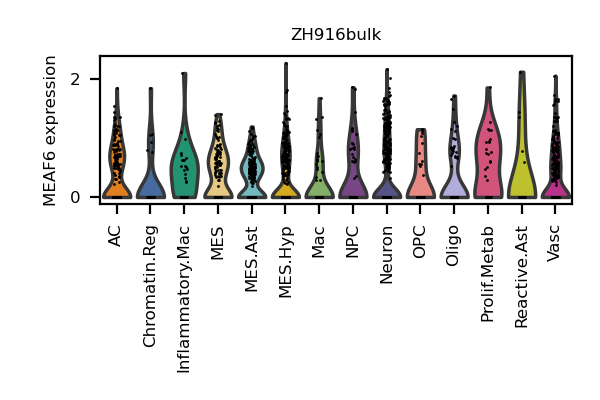 ZH916bulk
MEAF6 expression
2
0
AC
Chromatin.Reg
Inflammatory.Mac
MES
MES.Ast
MES.Hyp
Mac
NPC
Neuron
OPC
Oligo
Prolif.Metab
Reactive.Ast
Vasc